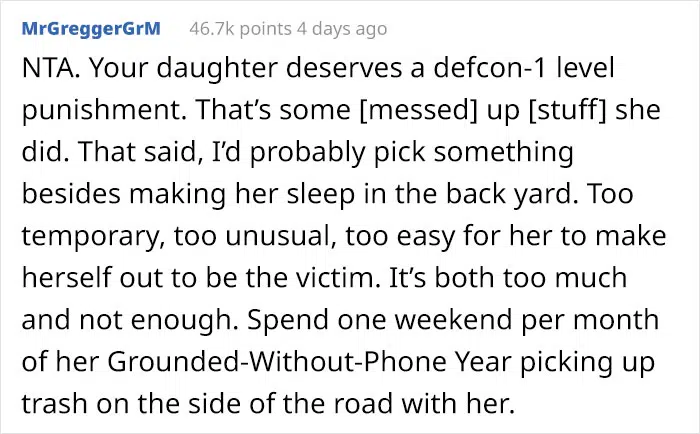 MrGreggerGrM 46.7k points 4 days ago
NTA. Your daughter deserves a defcon-1 level
punishment. That’s some [messed] up [stuff] she
did. That said, I’d probably pick something
besides making her sleep in the back yard. Too
temporary, too unusual, too easy for her to make
herself out to be the victim. It’s both too much
and not enough. Spend one weekend per month
of her Grounded-Without-Phone Year picking up
trash on the side of the road with her.